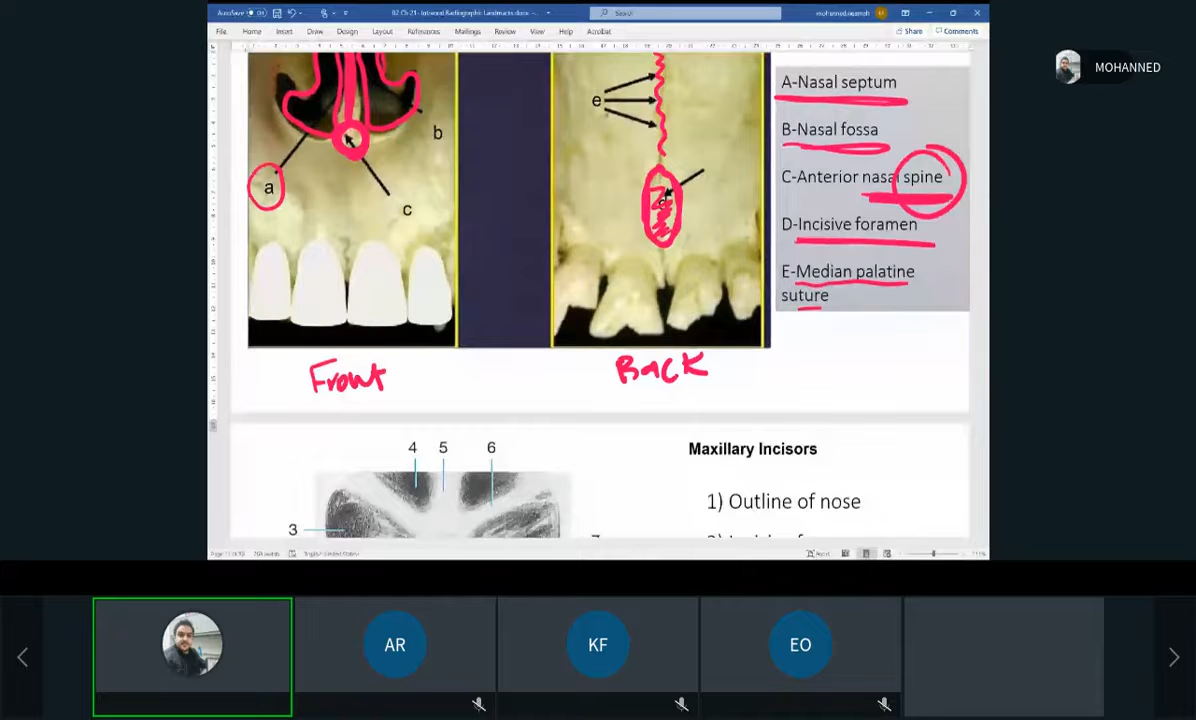 AutoSave
Search
File Home Insert Draw Design Layout References Mailings Review View Help Acrobat
Share Comments
MOHANNED
a
b
c
e
d
Front
Back
A-Nasal septum
B-Nasal fossa
C-Anterior nasal spine
D-Incisive foramen
E-Median palatine
suture
4 5 6
3
Maxillary Incisors
1) Outline of nose
AR
KF
EO